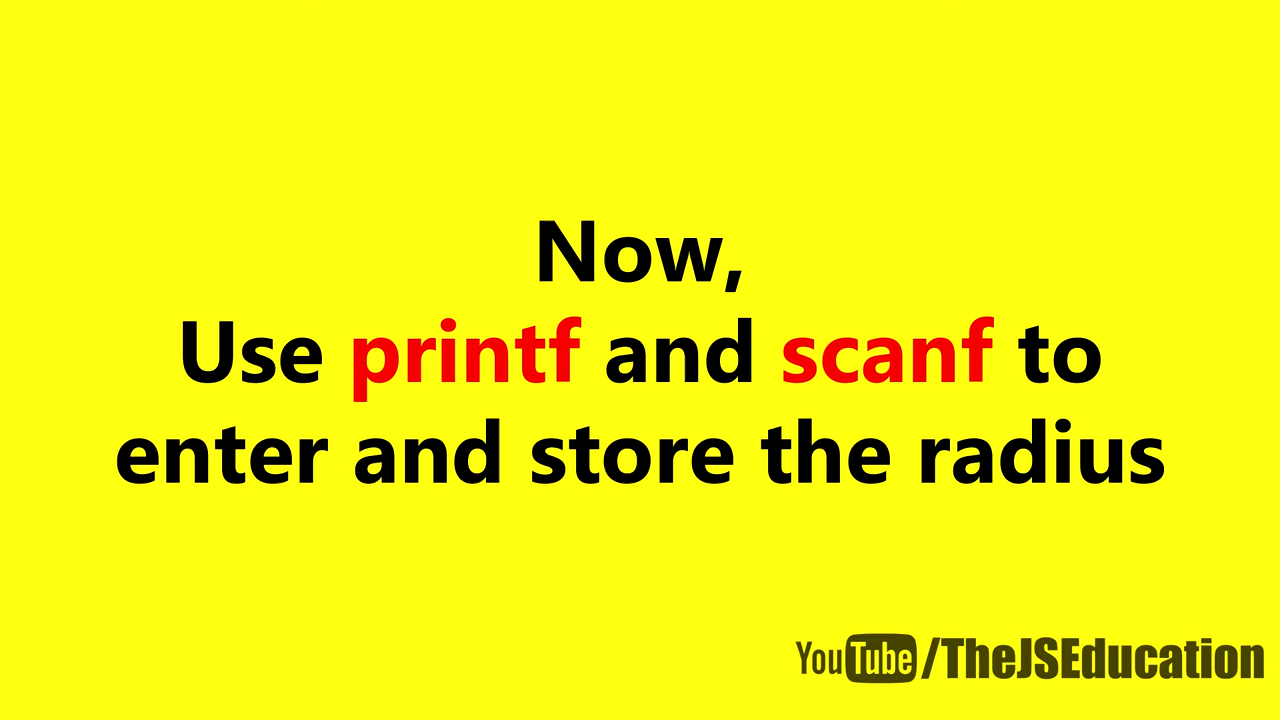 Now,
Use printf and scanf to
enter and store the radius
YouTube/TheJSEducation